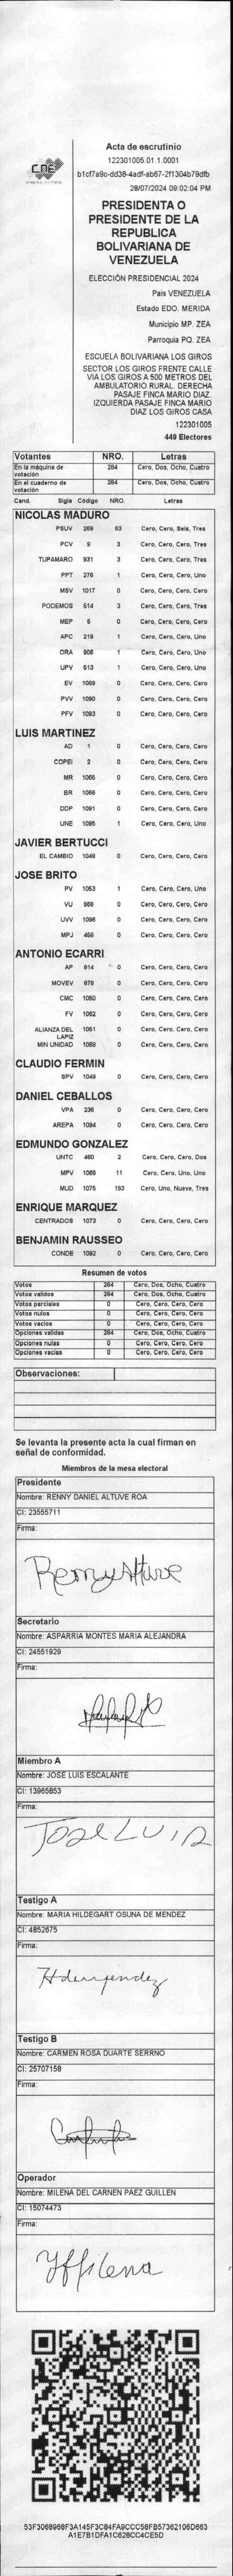 CNE
Acta de escrutinio
122301005.01.1.0001
b1cf7a9c-dd38-4adf-ab67-2f1304b79dfb
28/07/2024 09:02:04 PM
PRESIDENTA O
PRESIDENTE DE LA
REPUBLICA
BOLIVARIANA DE
VENEZUELA
ELECCIÓN PRESIDENCIAL 2024
Pais VENEZUELA
Estado EDO. MERIDA
Municipio MP. ZEA
Parroquia PQ. ZEA
ESCUELA BOLIVARIANA LOS GIROS
SECTOR LOS GIROS FRENTE CALLE
VIA LOS GIROS A 500 METROS DEL
AMBULATORIO RURAL. DERECHA
PASAJE FINCA MARIO DIAZ.
IZQUIERDA PASAJE FINCA MARIO
DIAZ LOS GIROS CASA
122301005
449 Electores
Votantes NRO. Letras
En la máquina de votación 284 Cero, Dos, Ocho, Cuatro
En el cuaderno de votación 284 Cero, Dos, Ocho, Cuatro
Cand. Sigla Código NRO. Letras
NICOLAS MADURO
PSUV 269 63 Cero, Cero, Seis, Tres
PCV 9 3 Cero, Cero, Cero, Tres
TUPAMARO 931 3 Cero, Cero, Cero, Tres
PPT 276 1 Cero, Cero, Cero, Uno
MSV 1017 0 Cero, Cero, Cero, Cero
PODEMOS 514 3 Cero, Cero, Cero, Tres
MEP 6 0 Cero, Cero, Cero, Cero
APC 219 1 Cero, Cero, Cero, Uno
ORA 906 1 Cero, Cero, Cero, Uno
UPV 513 1 Cero, Cero, Cero, Uno
EV 1089 0 Cero, Cero, Cero, Cero
PVV 1090 0 Cero, Cero, Cero, Cero
PFV 1093 0 Cero, Cero, Cero, Cero
LUIS MARTINEZ
AD 1 0 Cero, Cero, Cero, Cero
COPEI 2 0 Cero, Cero, Cero, Cero
MR 1065 0 Cero, Cero, Cero, Cero
BR 1066 0 Cero, Cero, Cero, Cero
DDP 1091 0 Cero, Cero, Cero, Cero
UNE 1095 1 Cero, Cero, Cero, Uno
JAVIER BERTUCCI
EL CAMBIO 1048 0 Cero, Cero, Cero, Cero
JOSE BRITO
PV 1053 1 Cero, Cero, Cero, Uno
VU 868 0 Cero, Cero, Cero, Cero
UVV 1096 0 Cero, Cero, Cero, Cero
MPJ 459 0 Cero, Cero, Cero, Cero
ANTONIO ECARRI
AP 814 0 Cero, Cero, Cero, Cero
MOVEV 878 0 Cero, Cero, Cero, Cero
CMC 1050 0 Cero, Cero, Cero, Cero
FV 1052 0 Cero, Cero, Cero, Cero
ALIANZA DEL LAPIZ 1051 0 Cero, Cero, Cero, Cero
MIN UNIDAD 1069 0 Cero, Cero, Cero, Cero
CLAUDIO FERMIN
SPV 1049 0 Cero, Cero, Cero, Cero
DANIEL CEBALLOS
VPA 236 0 Cero, Cero, Cero, Cero
AREPA 1094 0 Cero, Cero, Cero, Cero
EDMUNDO GONZALEZ
UNTC 460 2 Cero, Cero, Cero, Dos
MPV 1068 11 Cero, Cero, Uno, Uno
MUD 1075 193 Cero, Uno, Nueve, Tres
ENRIQUE MARQUEZ
CENTRADOS 1073 0 Cero, Cero, Cero, Cero
BENJAMIN RAUSSEO
CONDE 1092 0 Cero, Cero, Cero, Cero
Resumen de votos
Votos 284 Cero, Dos, Ocho, Cuatro
Votos validos 284 Cero, Dos, Ocho, Cuatro
Votos parciales 0 Cero, Cero, Cero, Cero
Votos nulos 0 Cero, Cero, Cero, Cero
Votos vacios 0 Cero, Cero, Cero, Cero
Opciones validas 284 Cero, Dos, Ocho, Cuatro
Opciones nulas 0 Cero, Cero, Cero, Cero
Opciones vacias 0 Cero, Cero, Cero, Cero
Observaciones:
Se levanta la presente acta la cual firman en
señal de conformidad.
Miembros de la mesa electoral
Presidente
Nombre: RENNY DANIEL ALTUVE ROA
CI: 23555711
Firma:
Renny Altuve
Secretario
Nombre: ASPARRIA MONTES MARIA ALEJANDRA
CI: 24551929
Firma:
Miembro A
Nombre: JOSE LUIS ESCALANTE
CI: 13965853
Firma:
JOSE LUIS
Testigo A
Nombre: MARIA HILDEGART OSUNA DE MENDEZ
CI: 4852675
Firma:
Testigo B
Nombre: CARMEN ROSA DUARTE SERRNO
CI: 25707158
Firma:
Operador
Nombre: MILENA DEL CARNEN PAEZ GUILLEN
CI: 15074473
Firma:
53F3068968F3A145F3C84FA9CCC5BFB57362106D663
A1E7B1DFA1C628CC4CE5D